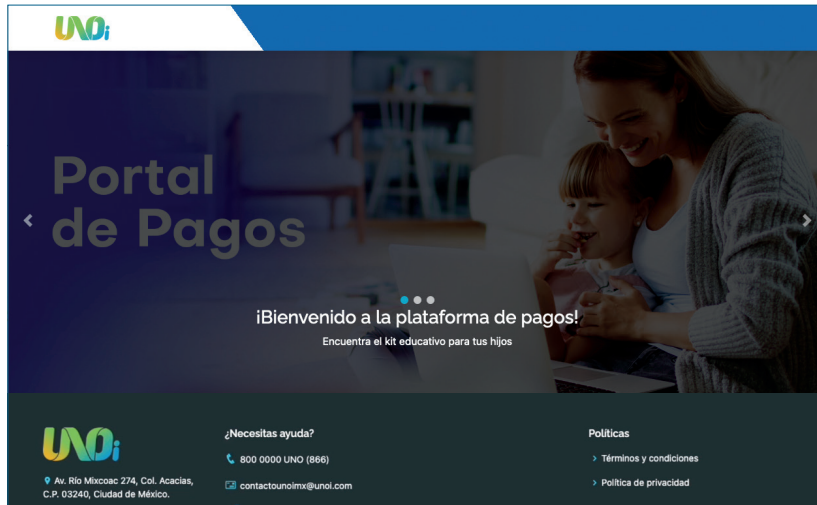 UNOi
Portal
de Pagos
¡Bienvenido a la plataforma de pagos!
Encuentra el kit educativo para tus hijos
UNOi
Av. Río Mixcoac 274, Col. Acacias,
C.P. 03240, Ciudad de México.
¿Necesitas ayuda?
800 0000 UNO (866)
contactounoimx@unoi.com
Políticas
Términos y condiciones
Política de privacidad